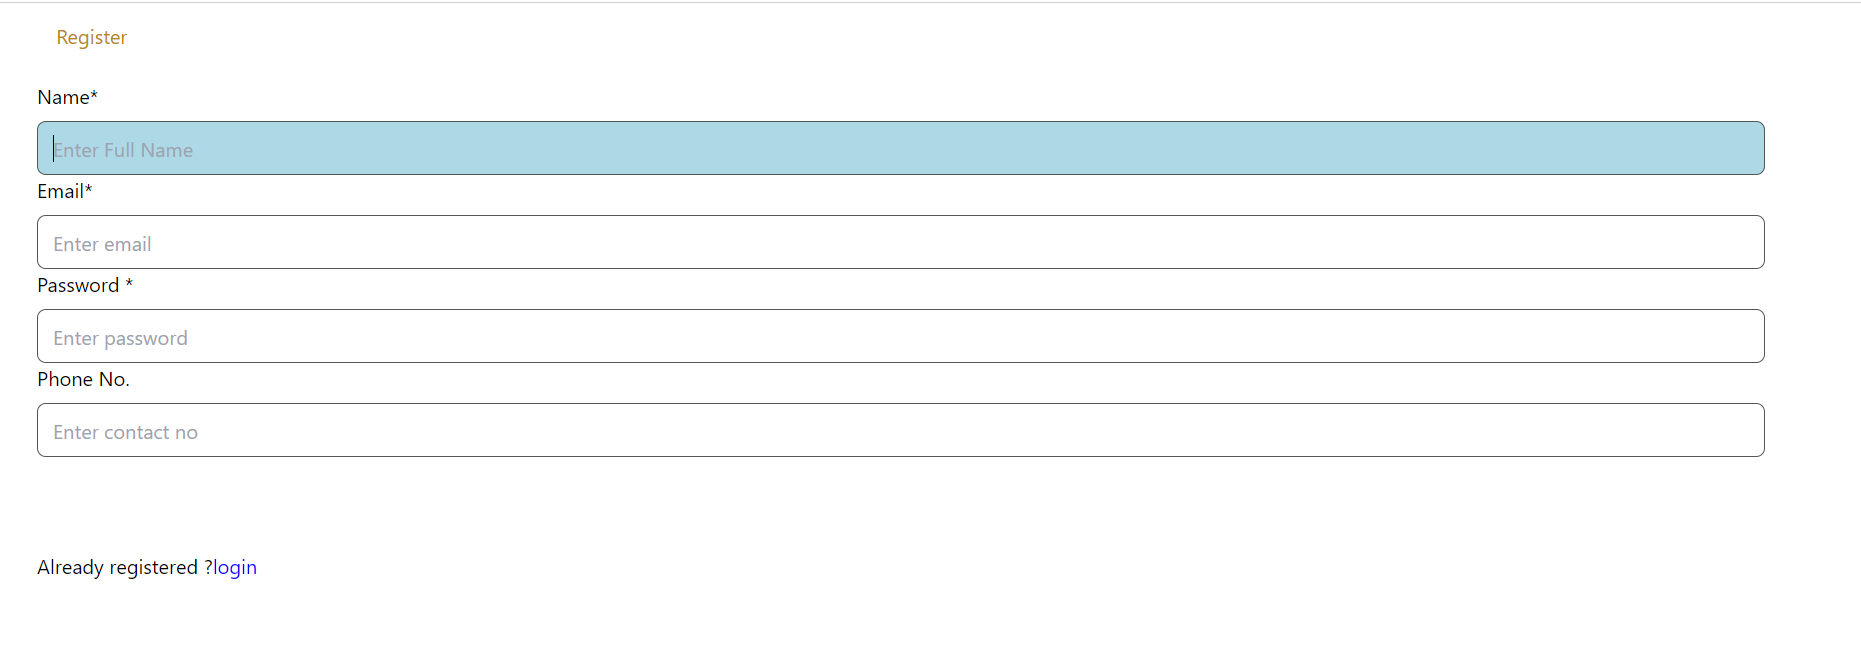 Register
Name*
Enter Full Name
Email*
Enter email
Password *
Enter password
Phone No.
Enter contact no
Already registered ?login